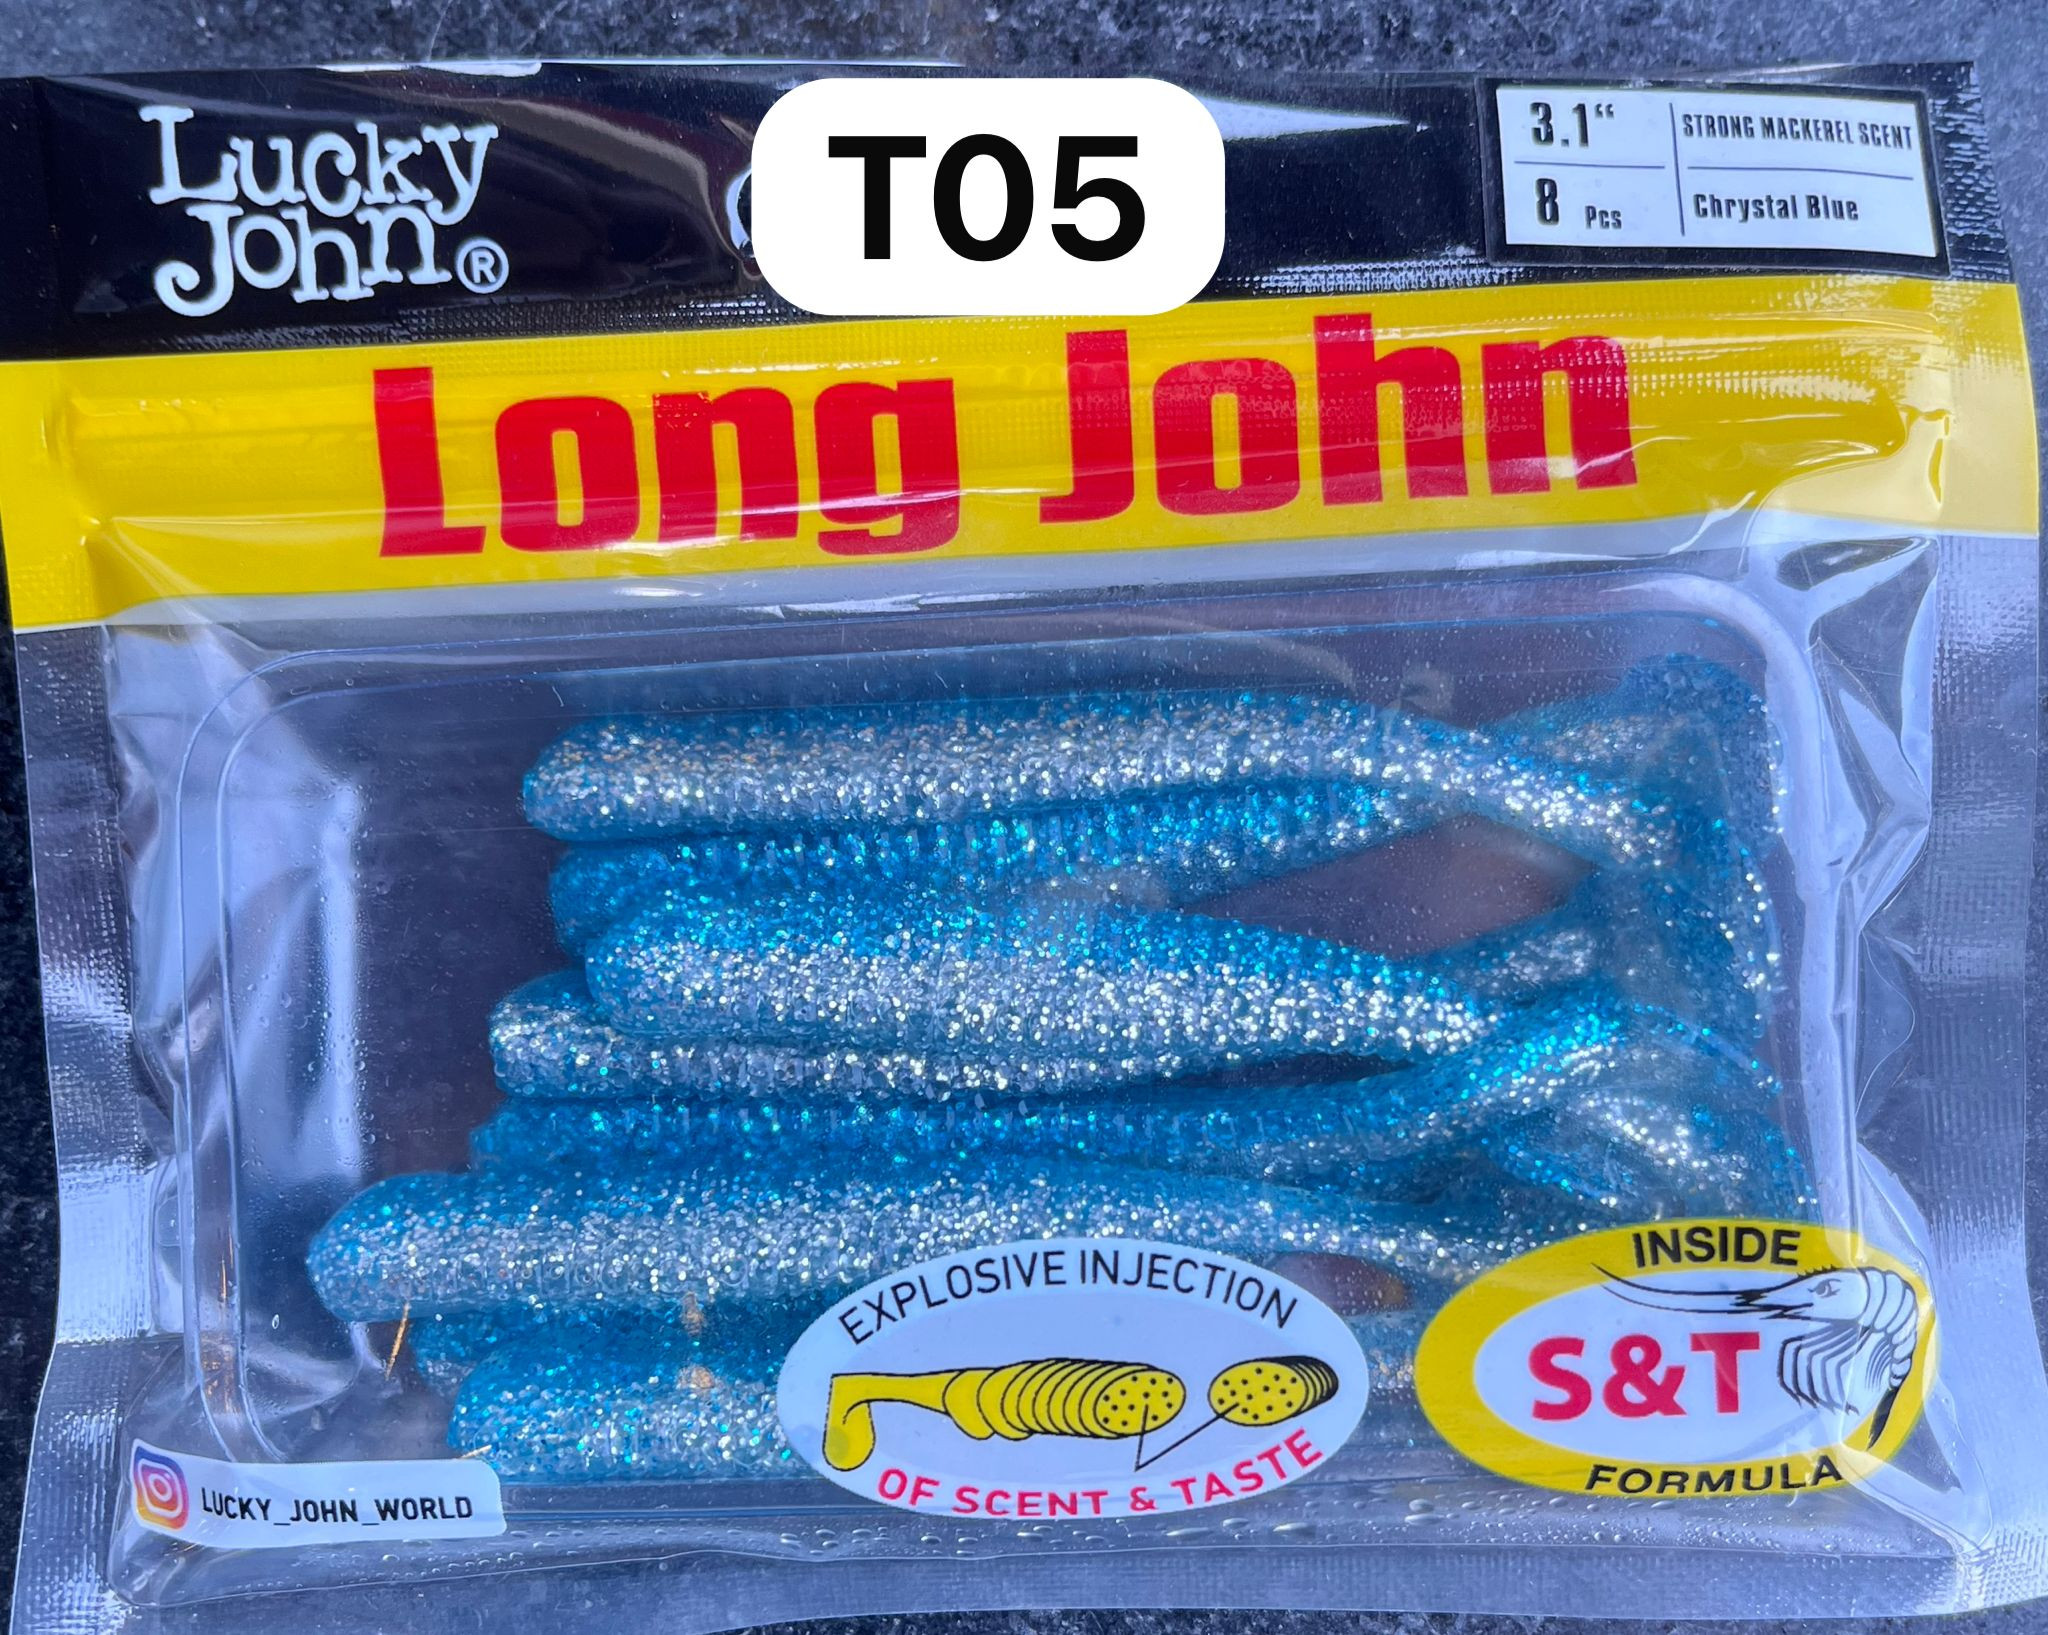 Lucky
John®
T05
3.1“
8 Pcs
STRONG MACKEREL SCENT
Chrystal Blue
Long John
EXPLOSIVE INJECTION
OF SCENT & TASTE
INSIDE
S&T
FORMULA
LUCKY_JOHN_WORLD